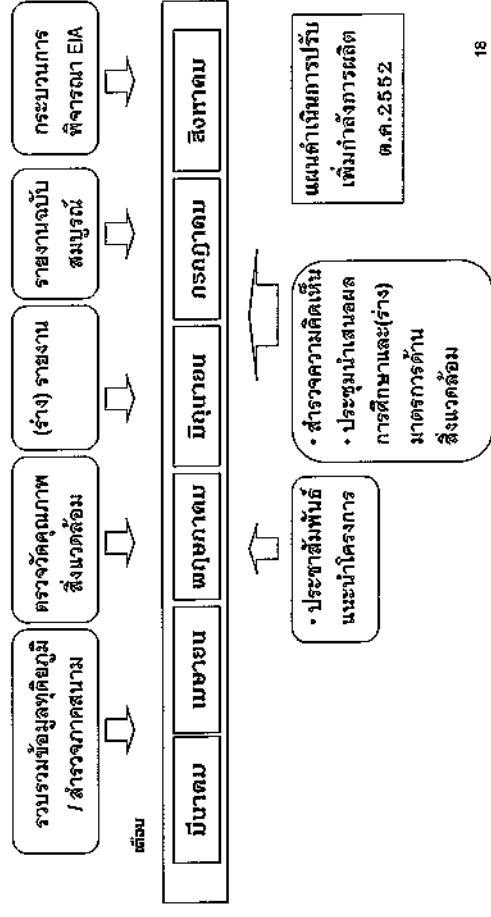 รวบรวมข้อมูลทุติยภูมิ
/ สำรวจภาคสนาม
ตรวจวัดคุณภาพ
สิ่งแวดล้อม
(ร่าง) รายงาน
รายงานฉบับ
สมบูรณ์
กระบวนการ
พิจารณา EIA
เดือน
มีนาคม
เมษายน
พฤษภาคม
มิถุนายน
กรกฎาคม
สิงหาคม
• ประชาสัมพันธ์
แนะนำโครงการ
• สำรวจความคิดเห็น
• ประชุมนำเสนอผล
การศึกษาและ(ร่าง)
มาตรการด้าน
สิ่งแวดล้อม
แผนดำเนินการปรับ
เพิ่มกำลังการผลิต
ต.ค.2552
18